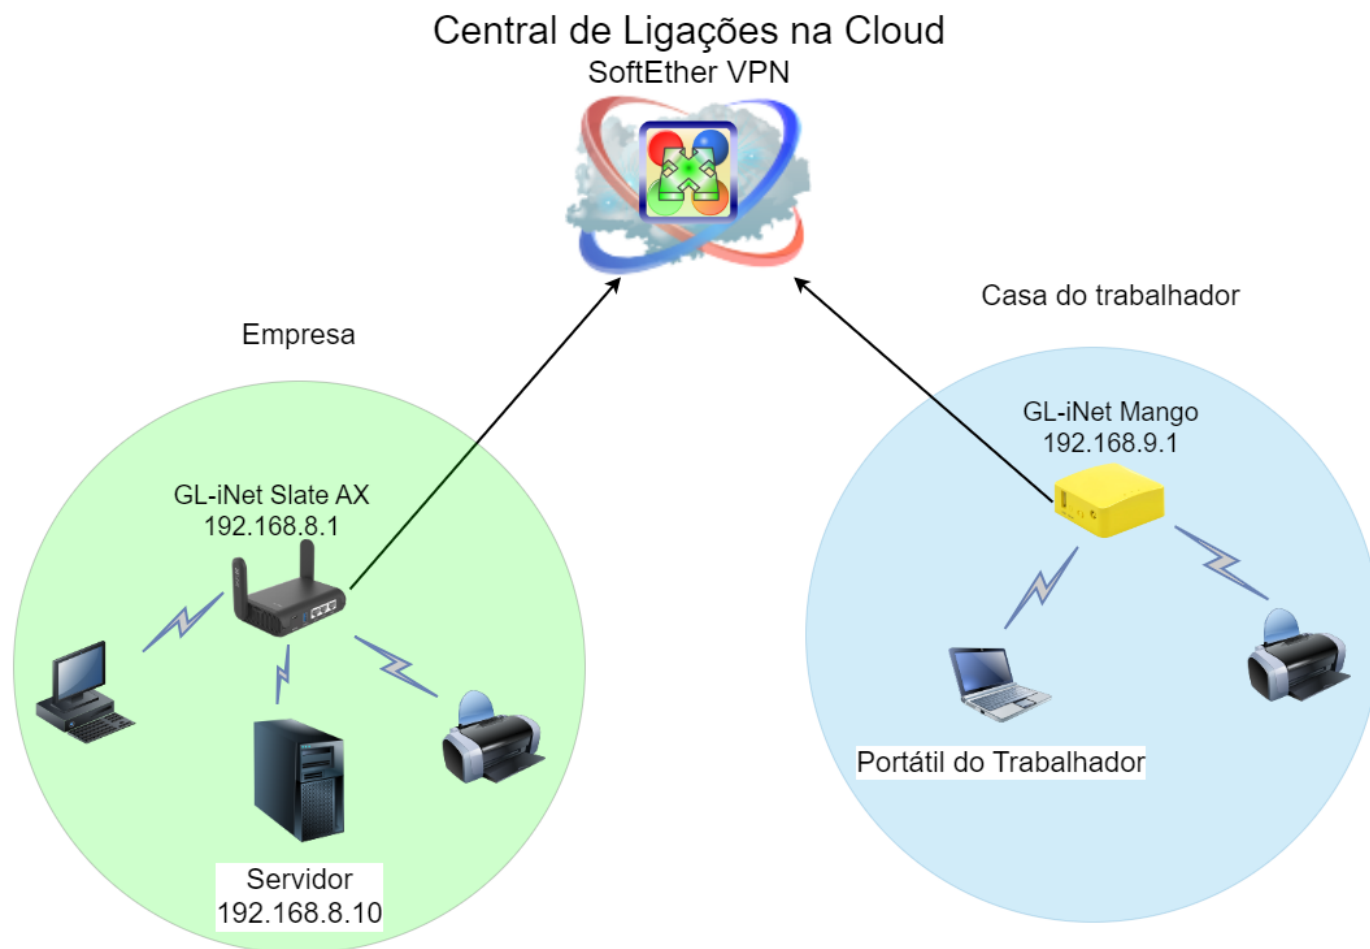 Central de Ligações na Cloud
SoftEther VPN
Casa do trabalhador
Empresa
GL-iNet Mango
192.168.9.1
GL-iNet Slate AX
192.168.8.1
Portátil do Trabalhador
Servidor
192.168.8.10